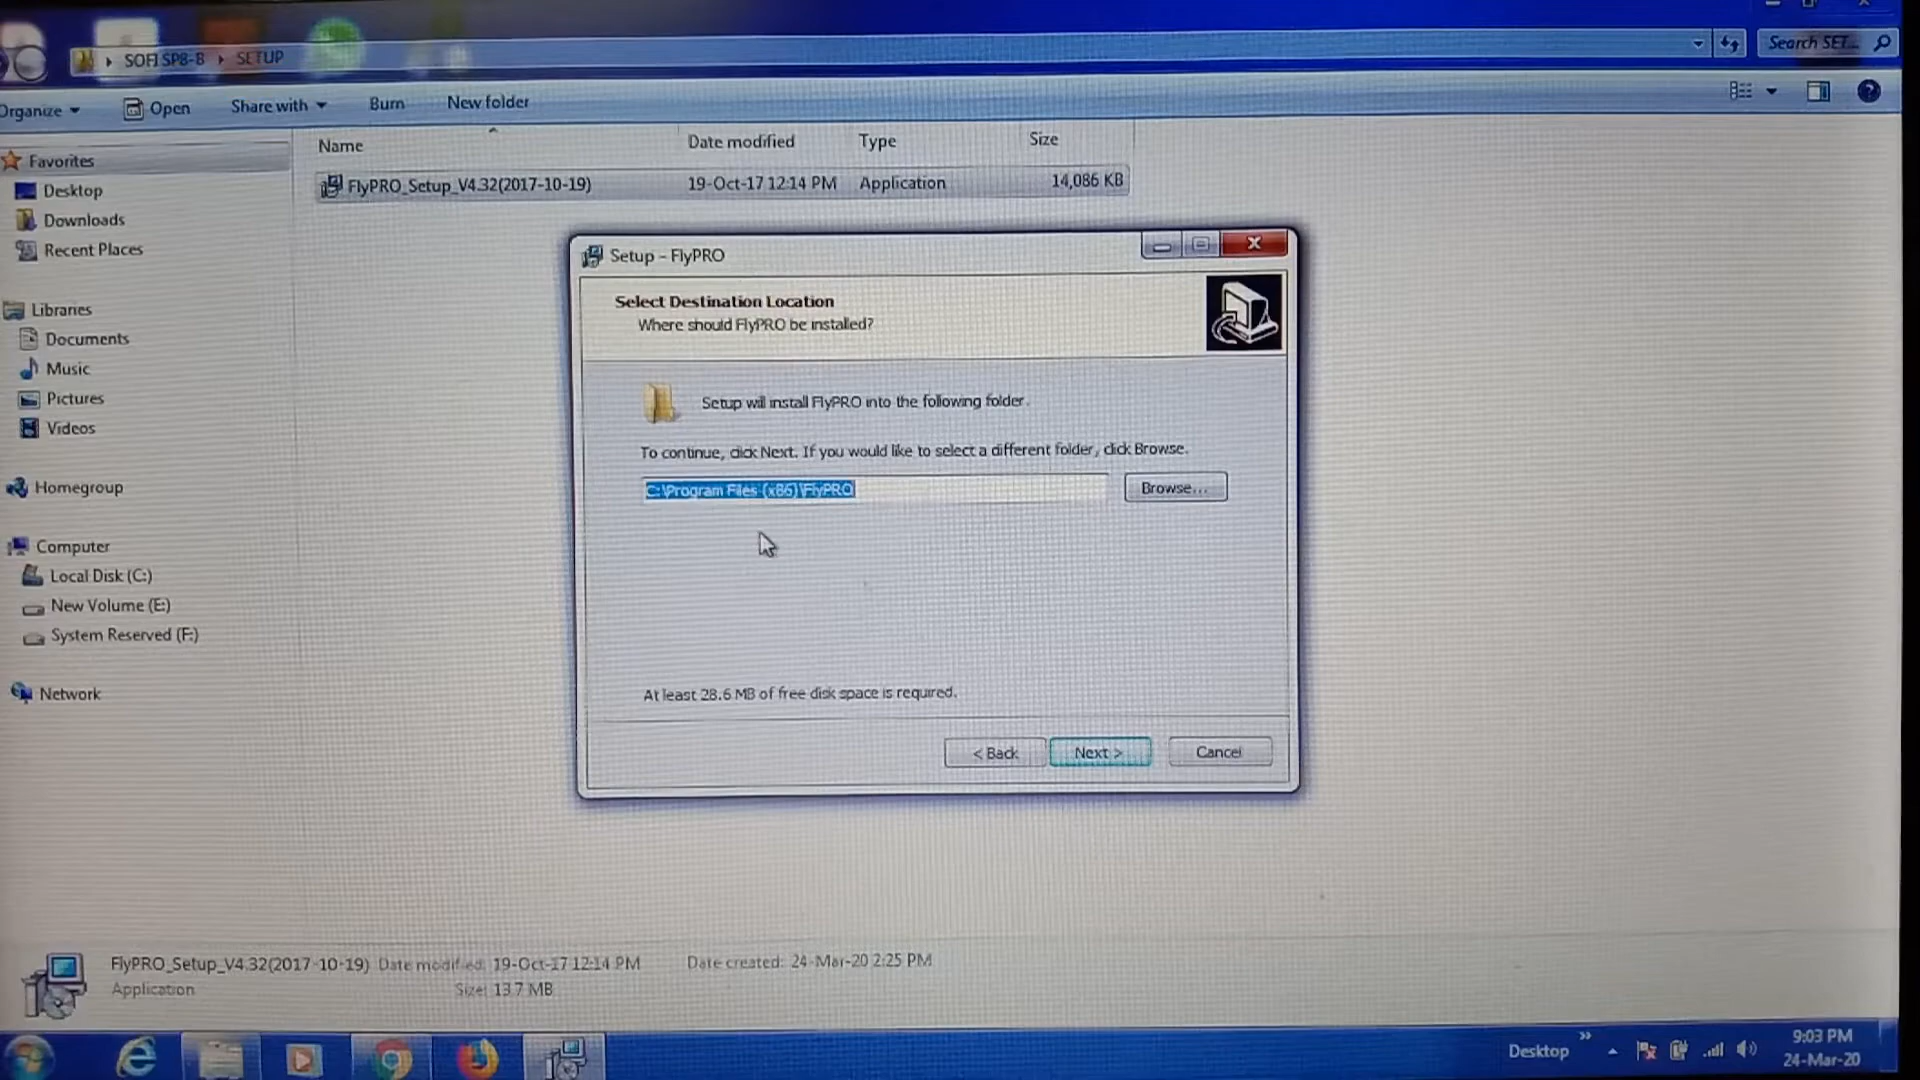 SOFI SP8-B ▸ SETUP
Search SET...
Organize
Open
Share with
Burn
New folder
Name
Date modified
Type
Size
FlyPRO_Setup_V4.32(2017-10-19)
19-Oct-17 12:14 PM
Application
14,086 KB
Favorites
Desktop
Downloads
Recent Places
Libraries
Documents
Music
Pictures
Videos
Homegroup
Computer
Local Disk (C:)
New Volume (E:)
System Reserved (F:)
Network
Setup - FlyPRO
Select Destination Location
Where should FlyPRO be installed?
Setup will install FlyPRO into the following folder.
To continue, click Next. If you would like to select a different folder, click Browse.
C:\Program Files (x86)\FlyPRO
Browse...
At least 28.6 MB of free disk space is required.
< Back
Next >
Cancel
FlyPRO_Setup_V4.32(2017-10-19) Date modified: 19-Oct-17 12:14 PM
Date created: 24-Mar-20 2:25 PM
Application
Size: 13.7 MB
Desktop
9:03 PM
24-Mar-20